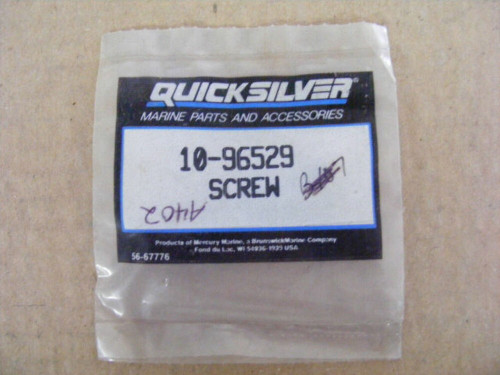 QUICKSILVER®
MARINE PARTS AND ACCESSORIES
10-96529
SCREW
A402
Products of Mercury Marine, a Brunswick Marine Company
Fond du Lac, WI 54936-1939 USA
56-67776